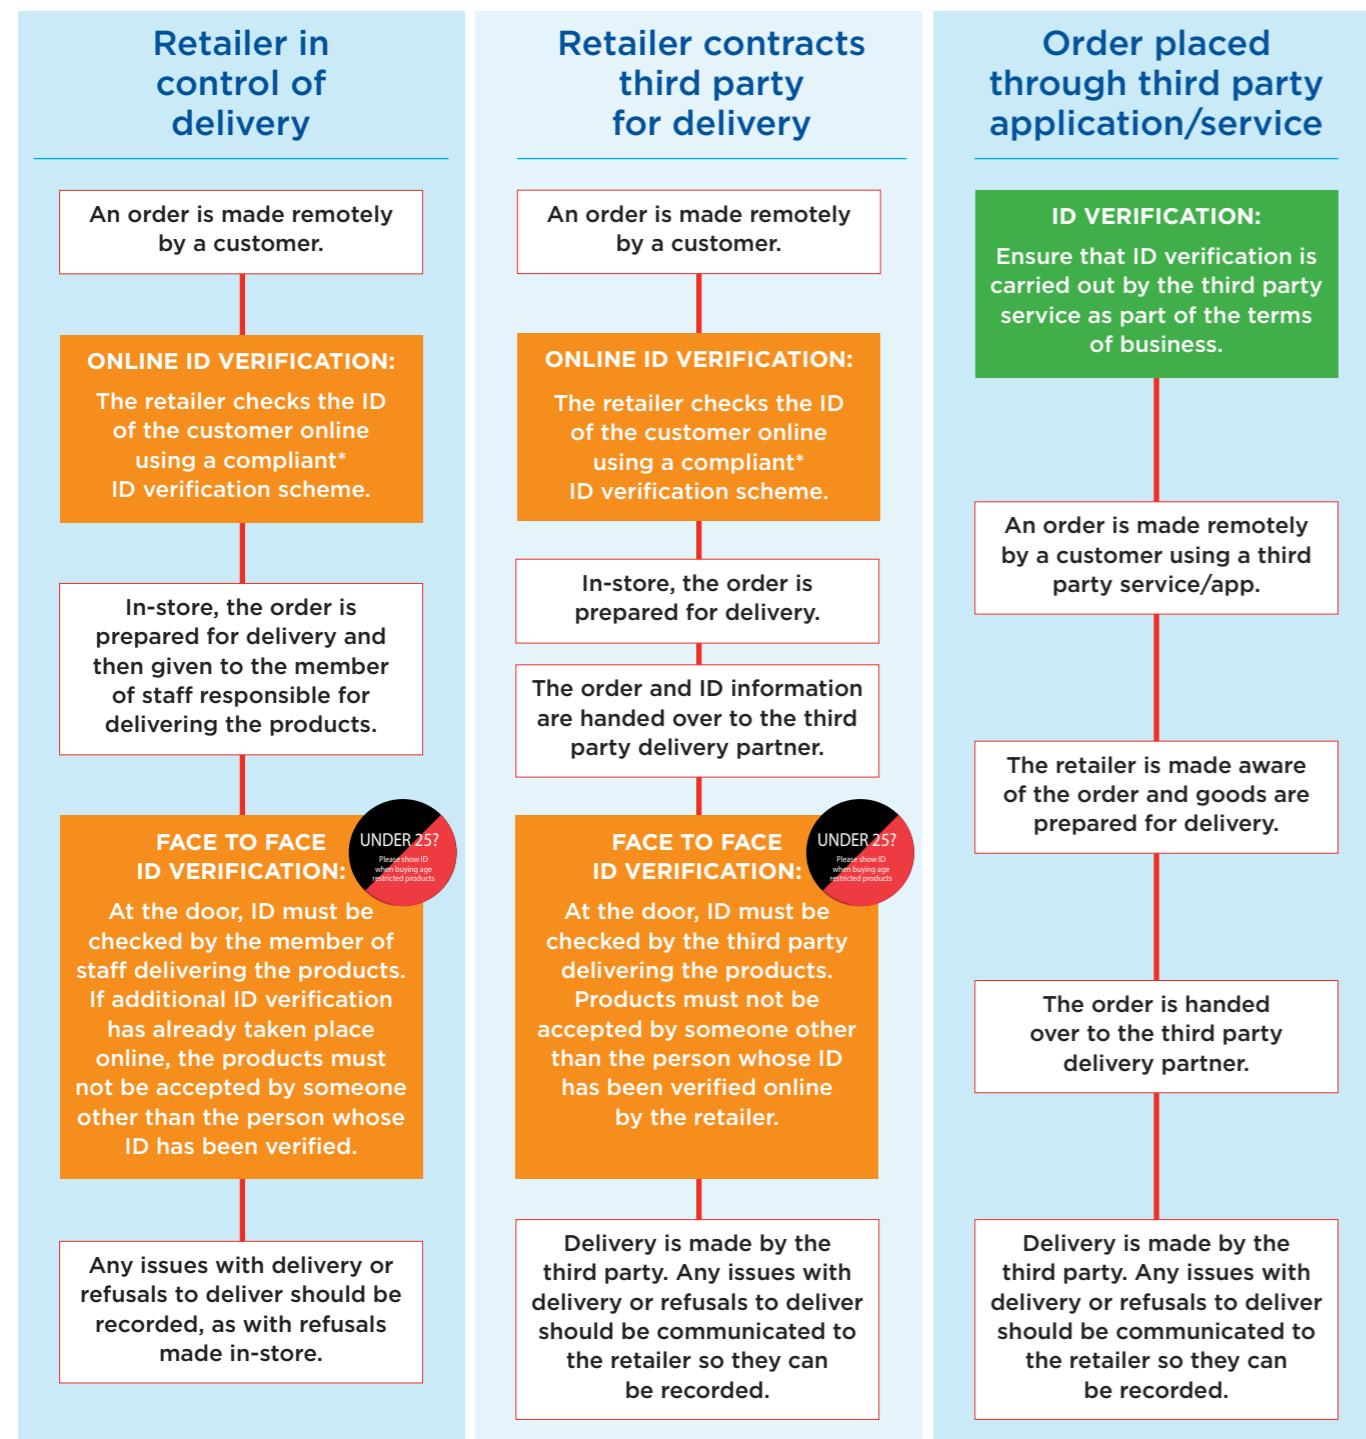 Retailer in
control of
delivery
An order is made remotely
by a customer.
ONLINE ID VERIFICATION:
The retailer checks the ID
of the customer online
using a compliant*
ID verification scheme.
In-store, the order is
prepared for delivery and
then given to the member
of staff responsible for
delivering the products.
FACE TO FACE
ID VERIFICATION:
UNDER 25?
Please show ID
when buying age
restricted products
At the door, ID must be
checked by the member of
staff delivering the products.
If additional ID verification
has already taken place
online, the products must
not be accepted by someone
other than the person whose
ID has been verified.
Any issues with delivery or
refusals to deliver should be
recorded, as with refusals
made in-store.
Retailer contracts
third party
for delivery
An order is made remotely
by a customer.
ONLINE ID VERIFICATION:
The retailer checks the ID
of the customer online
using a compliant*
ID verification scheme.
In-store, the order is
prepared for delivery.
The order and ID information
are handed over to the third
party delivery partner.
FACE TO FACE
ID VERIFICATION:
UNDER 25?
Please show ID
when buying age
restricted products
At the door, ID must be
checked by the third party
delivering the products.
Products must not be
accepted by someone other
than the person whose ID
has been verified online
by the retailer.
Delivery is made by the
third party. Any issues with
delivery or refusals to deliver
should be communicated to
the retailer so they can
be recorded.
Order placed
through third party
application/service
ID VERIFICATION:
Ensure that ID verification is
carried out by the third party
service as part of the terms
of business.
An order is made remotely
by a customer using a third
party service/app.
The retailer is made aware
of the order and goods are
prepared for delivery.
The order is handed
over to the third party
delivery partner.
Delivery is made by the
third party. Any issues with
delivery or refusals to deliver
should be communicated to
the retailer so they can
be recorded.